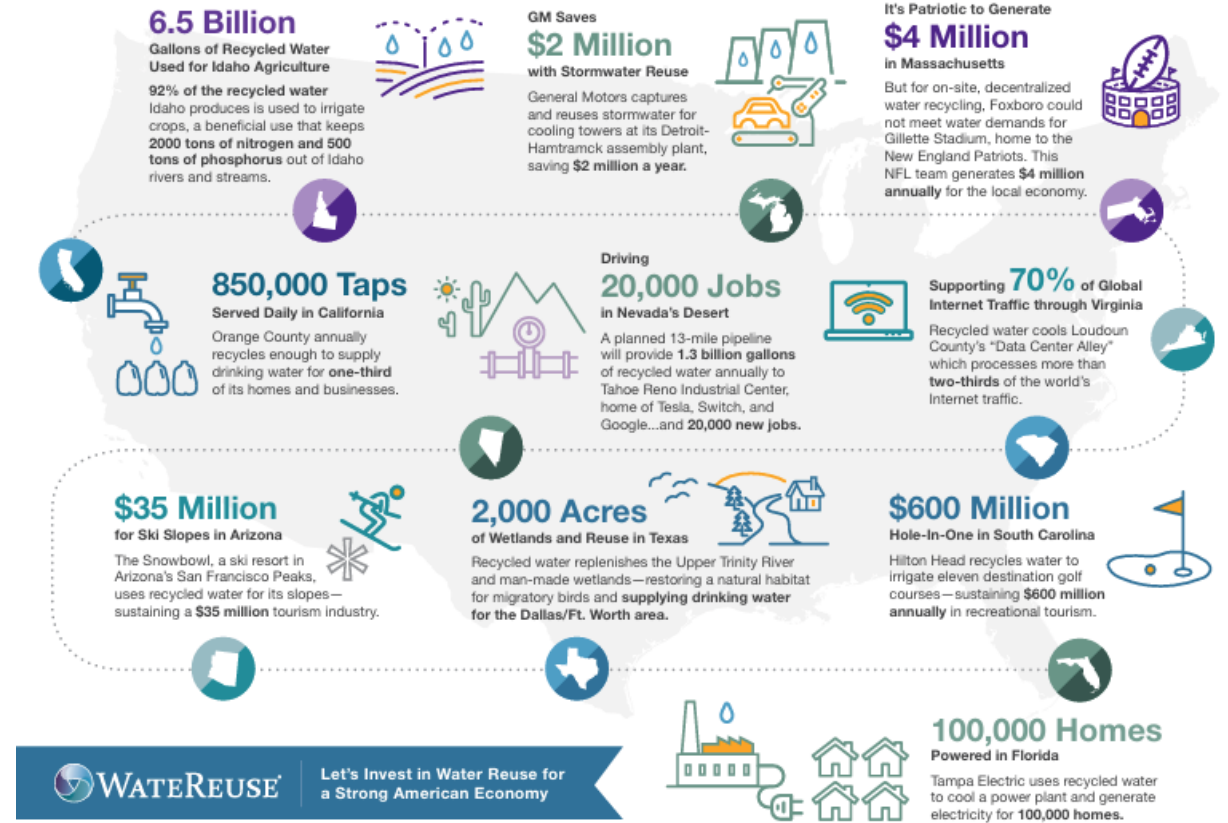 6.5 Billion
Gallons of Recycled Water
Used for Idaho Agriculture
92% of the recycled water
Idaho produces is used to irrigate
crops, a beneficial use that keeps
2000 tons of nitrogen and 500
tons of phosphorus out of Idaho
rivers and streams.
GM Saves
$2 Million
with Stormwater Reuse
General Motors captures
and reuses stormwater for
cooling towers at its Detroit-
Hamtramck assembly plant,
saving $2 million a year.
It's Patriotic to Generate
$4 Million
in Massachusetts
But for on-site, decentralized
water recycling, Foxboro could
not meet water demands for
Gillette Stadium, home to the
New England Patriots. This
NFL team generates $4 million
annually for the local economy.
850,000 Taps
Served Daily in California
Orange County annually
recycles enough to supply
drinking water for one-third
of its homes and businesses.
Driving
20,000 Jobs
in Nevada's Desert
A planned 13-mile pipeline
will provide 1.3 billion gallons
of recycled water annually to
Tahoe Reno Industrial Center,
home of Tesla, Switch, and
Google...and 20,000 new jobs.
Supporting 70% of Global
Internet Traffic through Virginia
Recycled water cools Loudoun
County's "Data Center Alley"
which processes more than
two-thirds of the world's
Internet traffic.
$35 Million
for Ski Slopes in Arizona
The Snowbowl, a ski resort in
Arizona's San Francisco Peaks,
uses recycled water for its slopes—
sustaining a $35 million tourism industry.
2,000 Acres
of Wetlands and Reuse in Texas
Recycled water replenishes the Upper Trinity River
and man-made wetlands—restoring a natural habitat
for migratory birds and supplying drinking water
for the Dallas/Ft. Worth area.
$600 Million
Hole-In-One in South Carolina
Hilton Head recycles water to
irrigate eleven destination golf
courses—sustaining $600 million
annually in recreational tourism.
100,000 Homes
Powered in Florida
Tampa Electric uses recycled water
to cool a power plant and generate
electricity for 100,000 homes.
WATEREUSE
Let's Invest in Water Reuse for
a Strong American Economy